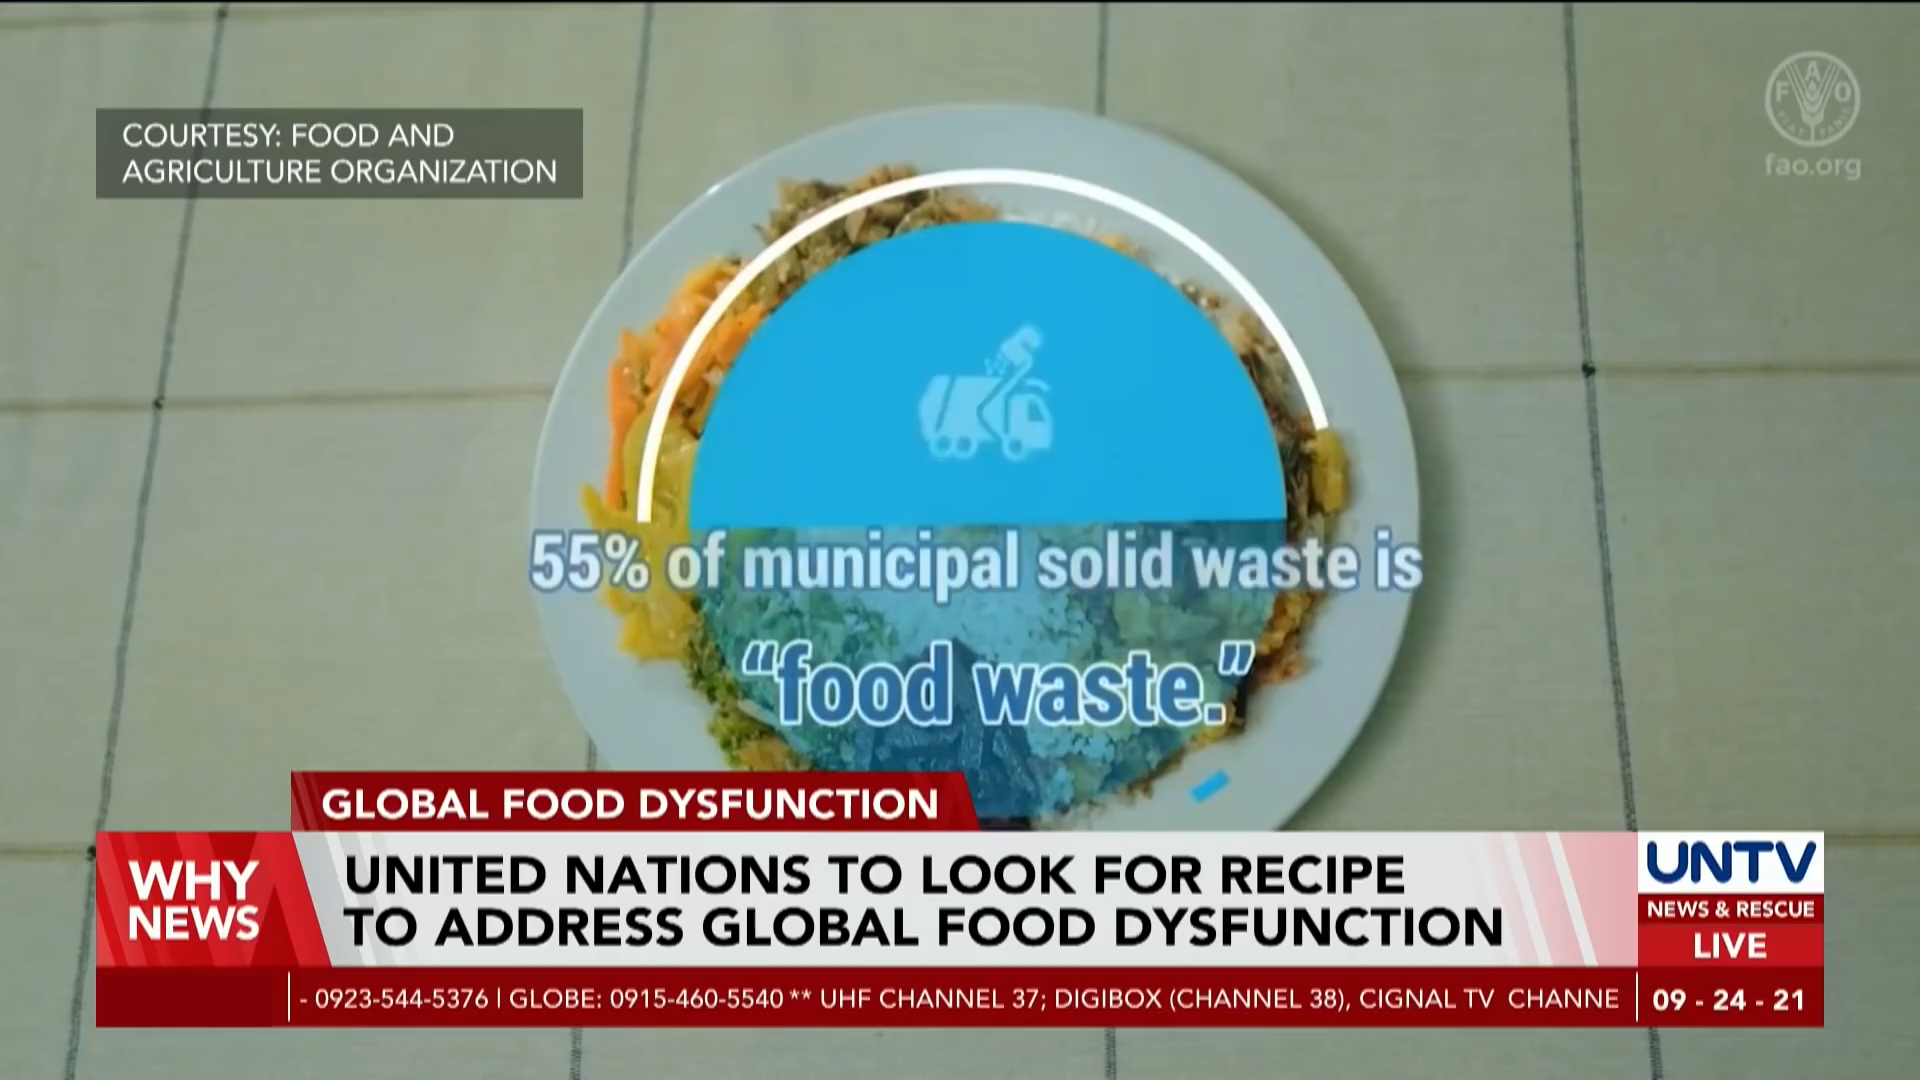 COURTESY: FOOD AND
AGRICULTURE ORGANIZATION
F A O
FIAT PANIS
fao.org
55% of municipal solid waste is
“food waste.”
GLOBAL FOOD DYSFUNCTION
WHY
NEWS
UNITED NATIONS TO LOOK FOR RECIPE
TO ADDRESS GLOBAL FOOD DYSFUNCTION
UNTV
NEWS & RESCUE
LIVE
- 0923-544-5376 | GLOBE: 0915-460-5540 ** UHF CHANNEL 37; DIGIBOX (CHANNEL 38), CIGNAL TV CHANNE
09 - 24 - 21